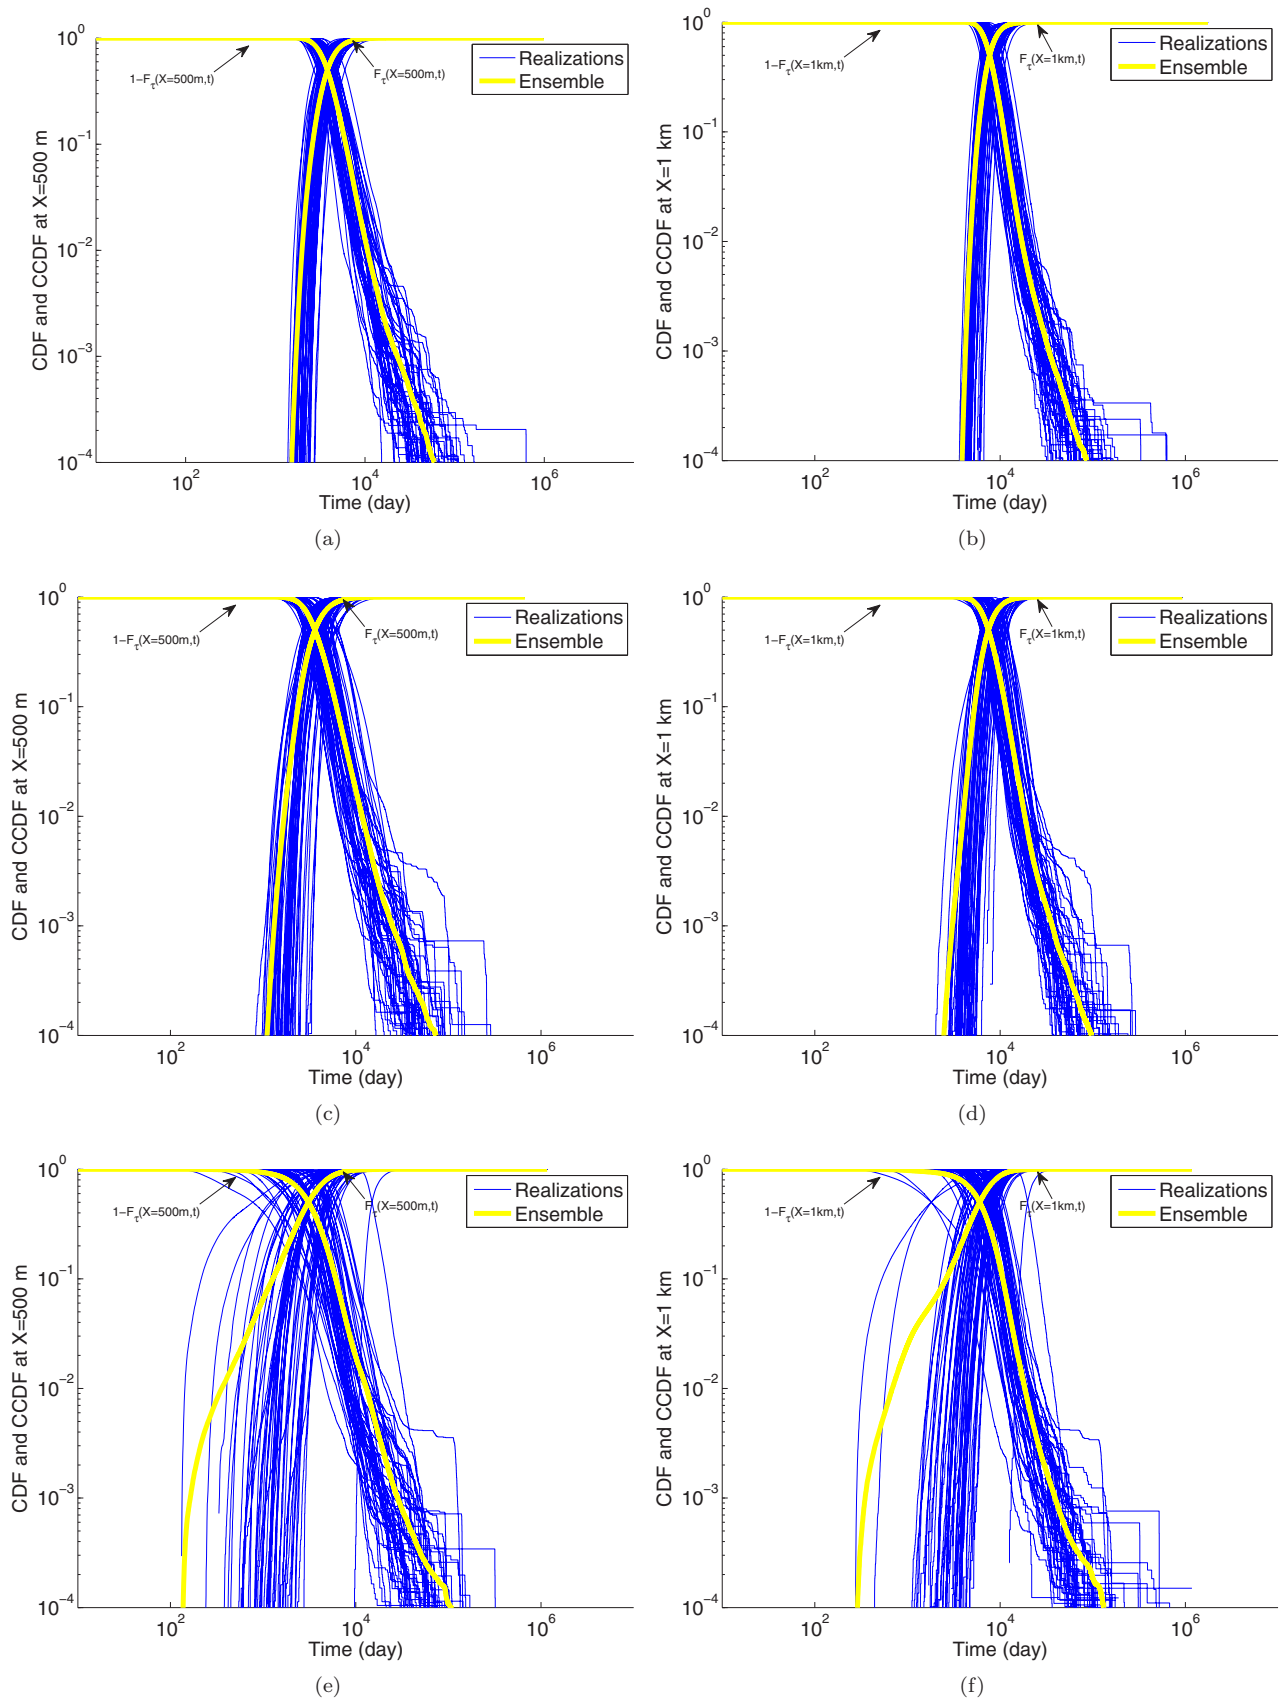 10^0
10^-1
10^-2
10^-3
10^-4
10^2
10^4
10^6
CDF and CCDF at X=500 m
Time (day)
1−F_τ(X=500m,t)
F_τ(X=500m,t)
Realizations
Ensemble
(a)
10^0
10^-1
10^-2
10^-3
10^-4
10^2
10^4
10^6
CDF and CCDF at X=1 km
Time (day)
1−F_τ(X=1km,t)
F_τ(X=1km,t)
Realizations
Ensemble
(b)
10^0
10^-1
10^-2
10^-3
10^-4
10^2
10^4
10^6
CDF and CCDF at X=500 m
Time (day)
1−F_τ(X=500m,t)
F_τ(X=500m,t)
Realizations
Ensemble
(c)
10^0
10^-1
10^-2
10^-3
10^-4
10^2
10^4
10^6
CDF and CCDF at X=1 km
Time (day)
1−F_τ(X=1km,t)
F_τ(X=1km,t)
Realizations
Ensemble
(d)
10^0
10^-1
10^-2
10^-3
10^-4
10^2
10^4
10^6
CDF and CCDF at X=500 m
Time (day)
1−F_τ(X=500m,t)
F_τ(X=500m,t)
Realizations
Ensemble
(e)
10^0
10^-1
10^-2
10^-3
10^-4
10^2
10^4
10^6
CDF and CCDF at X=1 km
Time (day)
1−F_τ(X=1km,t)
F_τ(X=1km,t)
Realizations
Ensemble
(f)